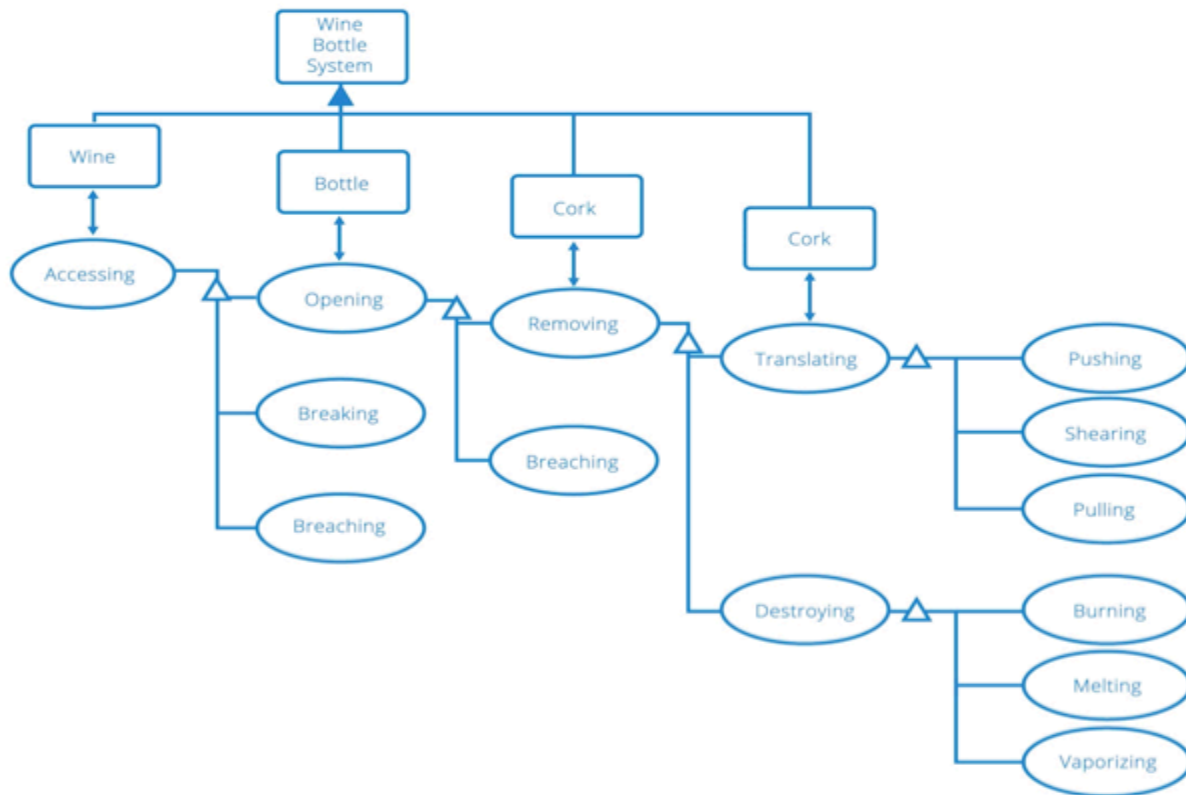 Wine
Bottle
System
Wine
Bottle
Cork
Cork
Accessing
Opening
Removing
Translating
Pushing
Breaking
Shearing
Breaching
Pulling
Breaching
Destroying
Burning
Melting
Vaporizing